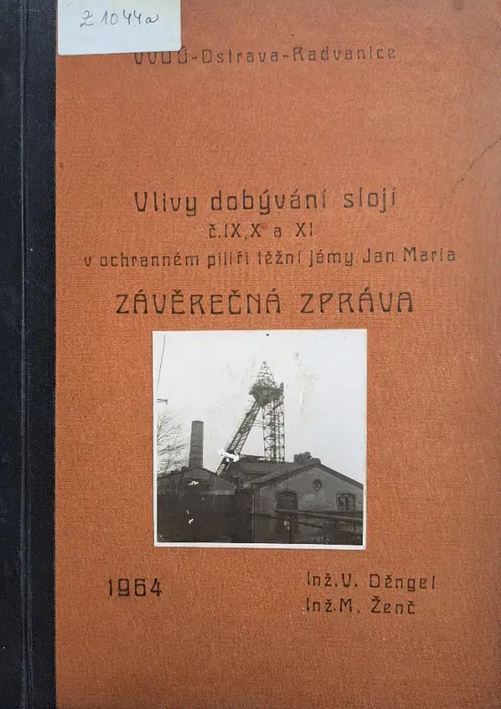 Z 1044a
VVUÚ-Ostrava-Radvanice
Vlivy dobývání slojí
č.IX,X a XI
v ochranném pilíři těžní jámy Jan Maria
ZÁVĚREČNÁ ZPRÁVA
1964
Inž.V. Děngel
Inž.M. Ženč